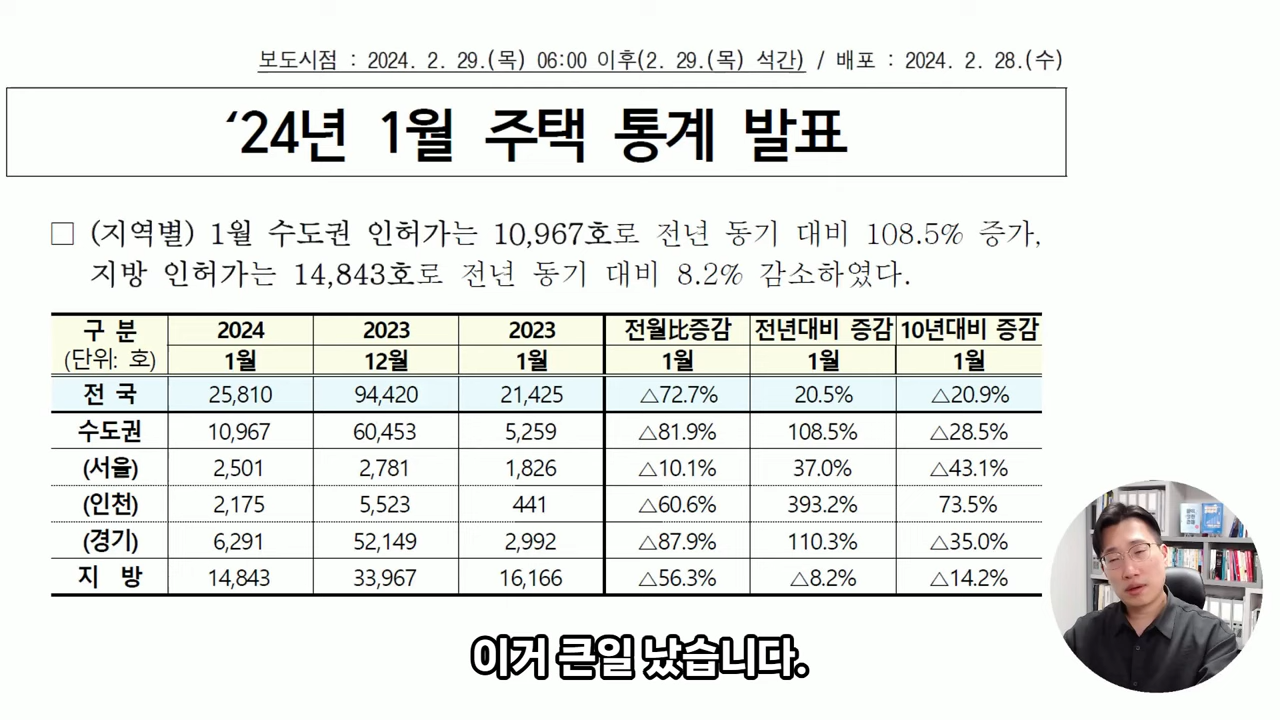 보도시점 : 2024. 2. 29.(목) 06:00 이후(2. 29.(목) 석간) / 배포 : 2024. 2. 28.(수)
‘24년 1월 주택 통계 발표
□ (지역별) 1월 수도권 인허가는 10,967호로 전년 동기 대비 108.5% 증가,
지방 인허가는 14,843호로 전년 동기 대비 8.2% 감소하였다.
구 분 2024 2023 2023 전월比증감 전년대비 증감 10년대비 증감
(단위: 호) 1월 12월 1월 1월 1월 1월
전 국 25,810 94,420 21,425 △72.7% 20.5% △20.9%
수도권 10,967 60,453 5,259 △81.9% 108.5% △28.5%
(서울) 2,501 2,781 1,826 △10.1% 37.0% △43.1%
(인천) 2,175 5,523 441 △60.6% 393.2% 73.5%
(경기) 6,291 52,149 2,992 △87.9% 110.3% △35.0%
지 방 14,843 33,967 16,166 △56.3% △8.2% △14.2%
이거 큰일 났습니다.